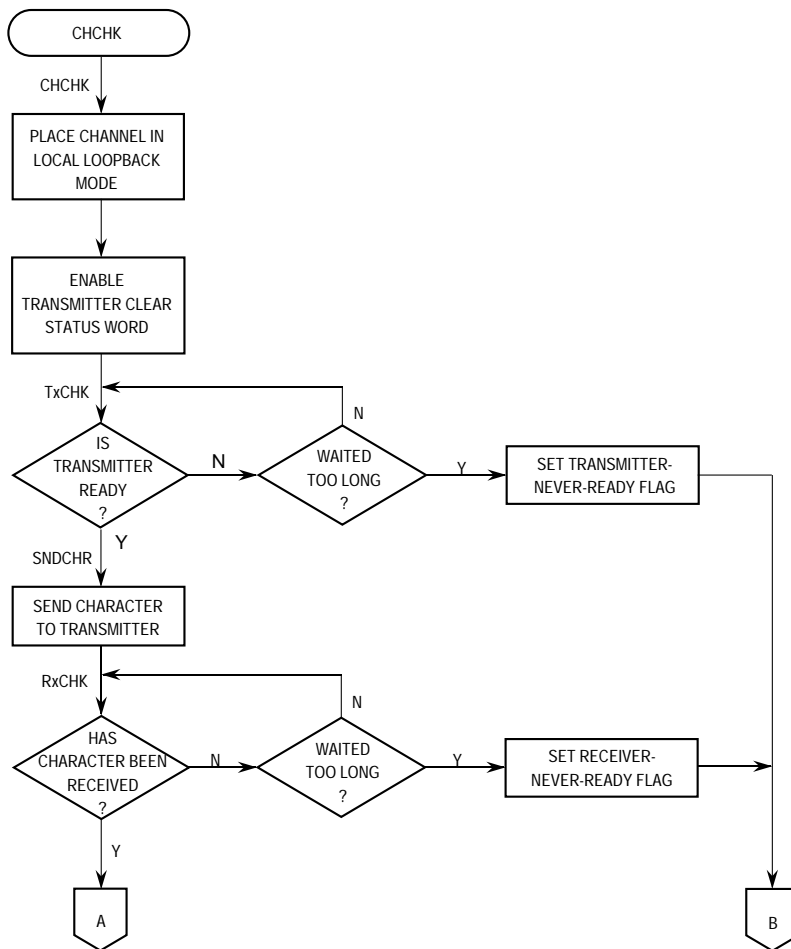 CHCHK
CHCHK
PLACE CHANNEL IN
LOCAL LOOPBACK
MODE
ENABLE
TRANSMITTER CLEAR
STATUS WORD
TxCHK
N
IS
TRANSMITTER
READY
?
N
WAITED
TOO LONG
?
Y
SET TRANSMITTER-
NEVER-READY FLAG
Y
SNDCHR
SEND CHARACTER
TO TRANSMITTER
RxCHK
N
HAS
CHARACTER BEEN
RECEIVED
?
N
WAITED
TOO LONG
?
Y
SET RECEIVER-
NEVER-READY FLAG
Y
A
B